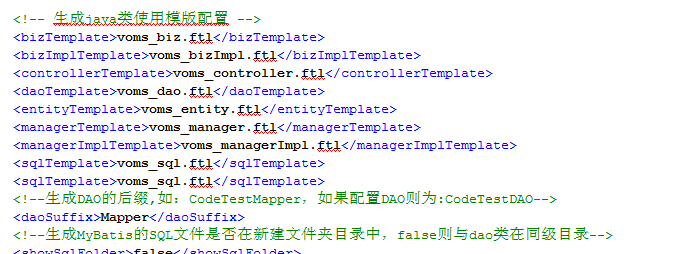 <!-- 生成java类使用模版配置 -->
<bizTemplate>voms_biz.ftl</bizTemplate>
<bizImplTemplate>voms_bizImpl.ftl</bizImplTemplate>
<controllerTemplate>voms_controller.ftl</controllerTemplate>
<daoTemplate>voms_dao.ftl</daoTemplate>
<entityTemplate>voms_entity.ftl</entityTemplate>
<managerTemplate>voms_manager.ftl</managerTemplate>
<managerImplTemplate>voms_managerImpl.ftl</managerImplTemplate>
<sqlTemplate>voms_sql.ftl</sqlTemplate>
<sqlTemplate>voms_sql.ftl</sqlTemplate>
<!--生成DAO的后缀,如：CodeTestMapper，如果配置DAO则为:CodeTestDAO-->
<daoSuffix>Mapper</daoSuffix>
<!--生成MyBatis的SQL文件是否在新建文件夹目录中，false则与dao类在同级目录-->
<showSqlFolder>false</showSqlFolder>